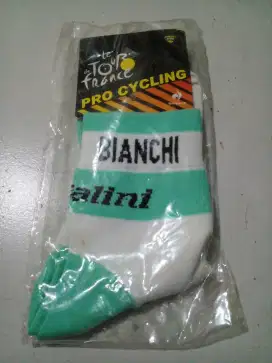 le
TOUR
de
france
PRO CYCLING
BIANCHI
alini